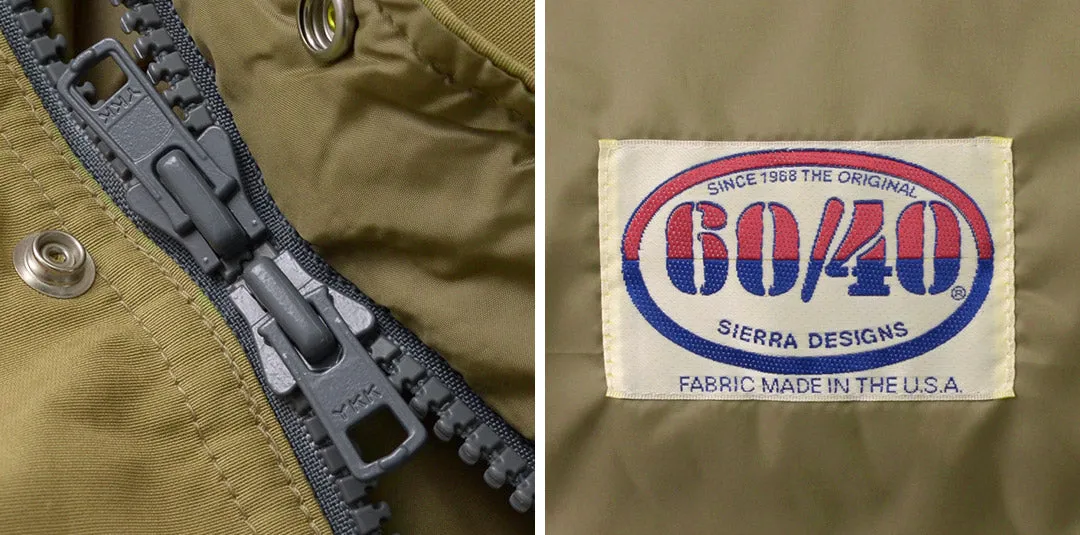 YKK
YKK
SINCE 1968 THE ORIGINAL
60/40®
SIERRA DESIGNS
FABRIC MADE IN THE U.S.A.